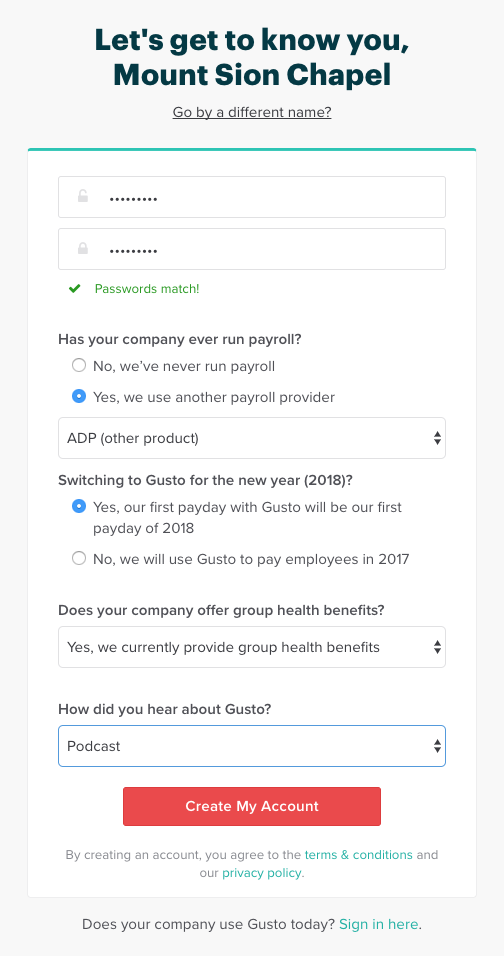 Let's get to know you,
Mount Sion Chapel
Go by a different name?
•••••••••
•••••••••
Passwords match!
Has your company ever run payroll?
No, we've never run payroll
Yes, we use another payroll provider
ADP (other product)
Switching to Gusto for the new year (2018)?
Yes, our first payday with Gusto will be our first
payday of 2018
No, we will use Gusto to pay employees in 2017
Does your company offer group health benefits?
Yes, we currently provide group health benefits
How did you hear about Gusto?
Podcast
Create My Account
By creating an account, you agree to the terms & conditions and
our privacy policy.
Does your company use Gusto today? Sign in here.